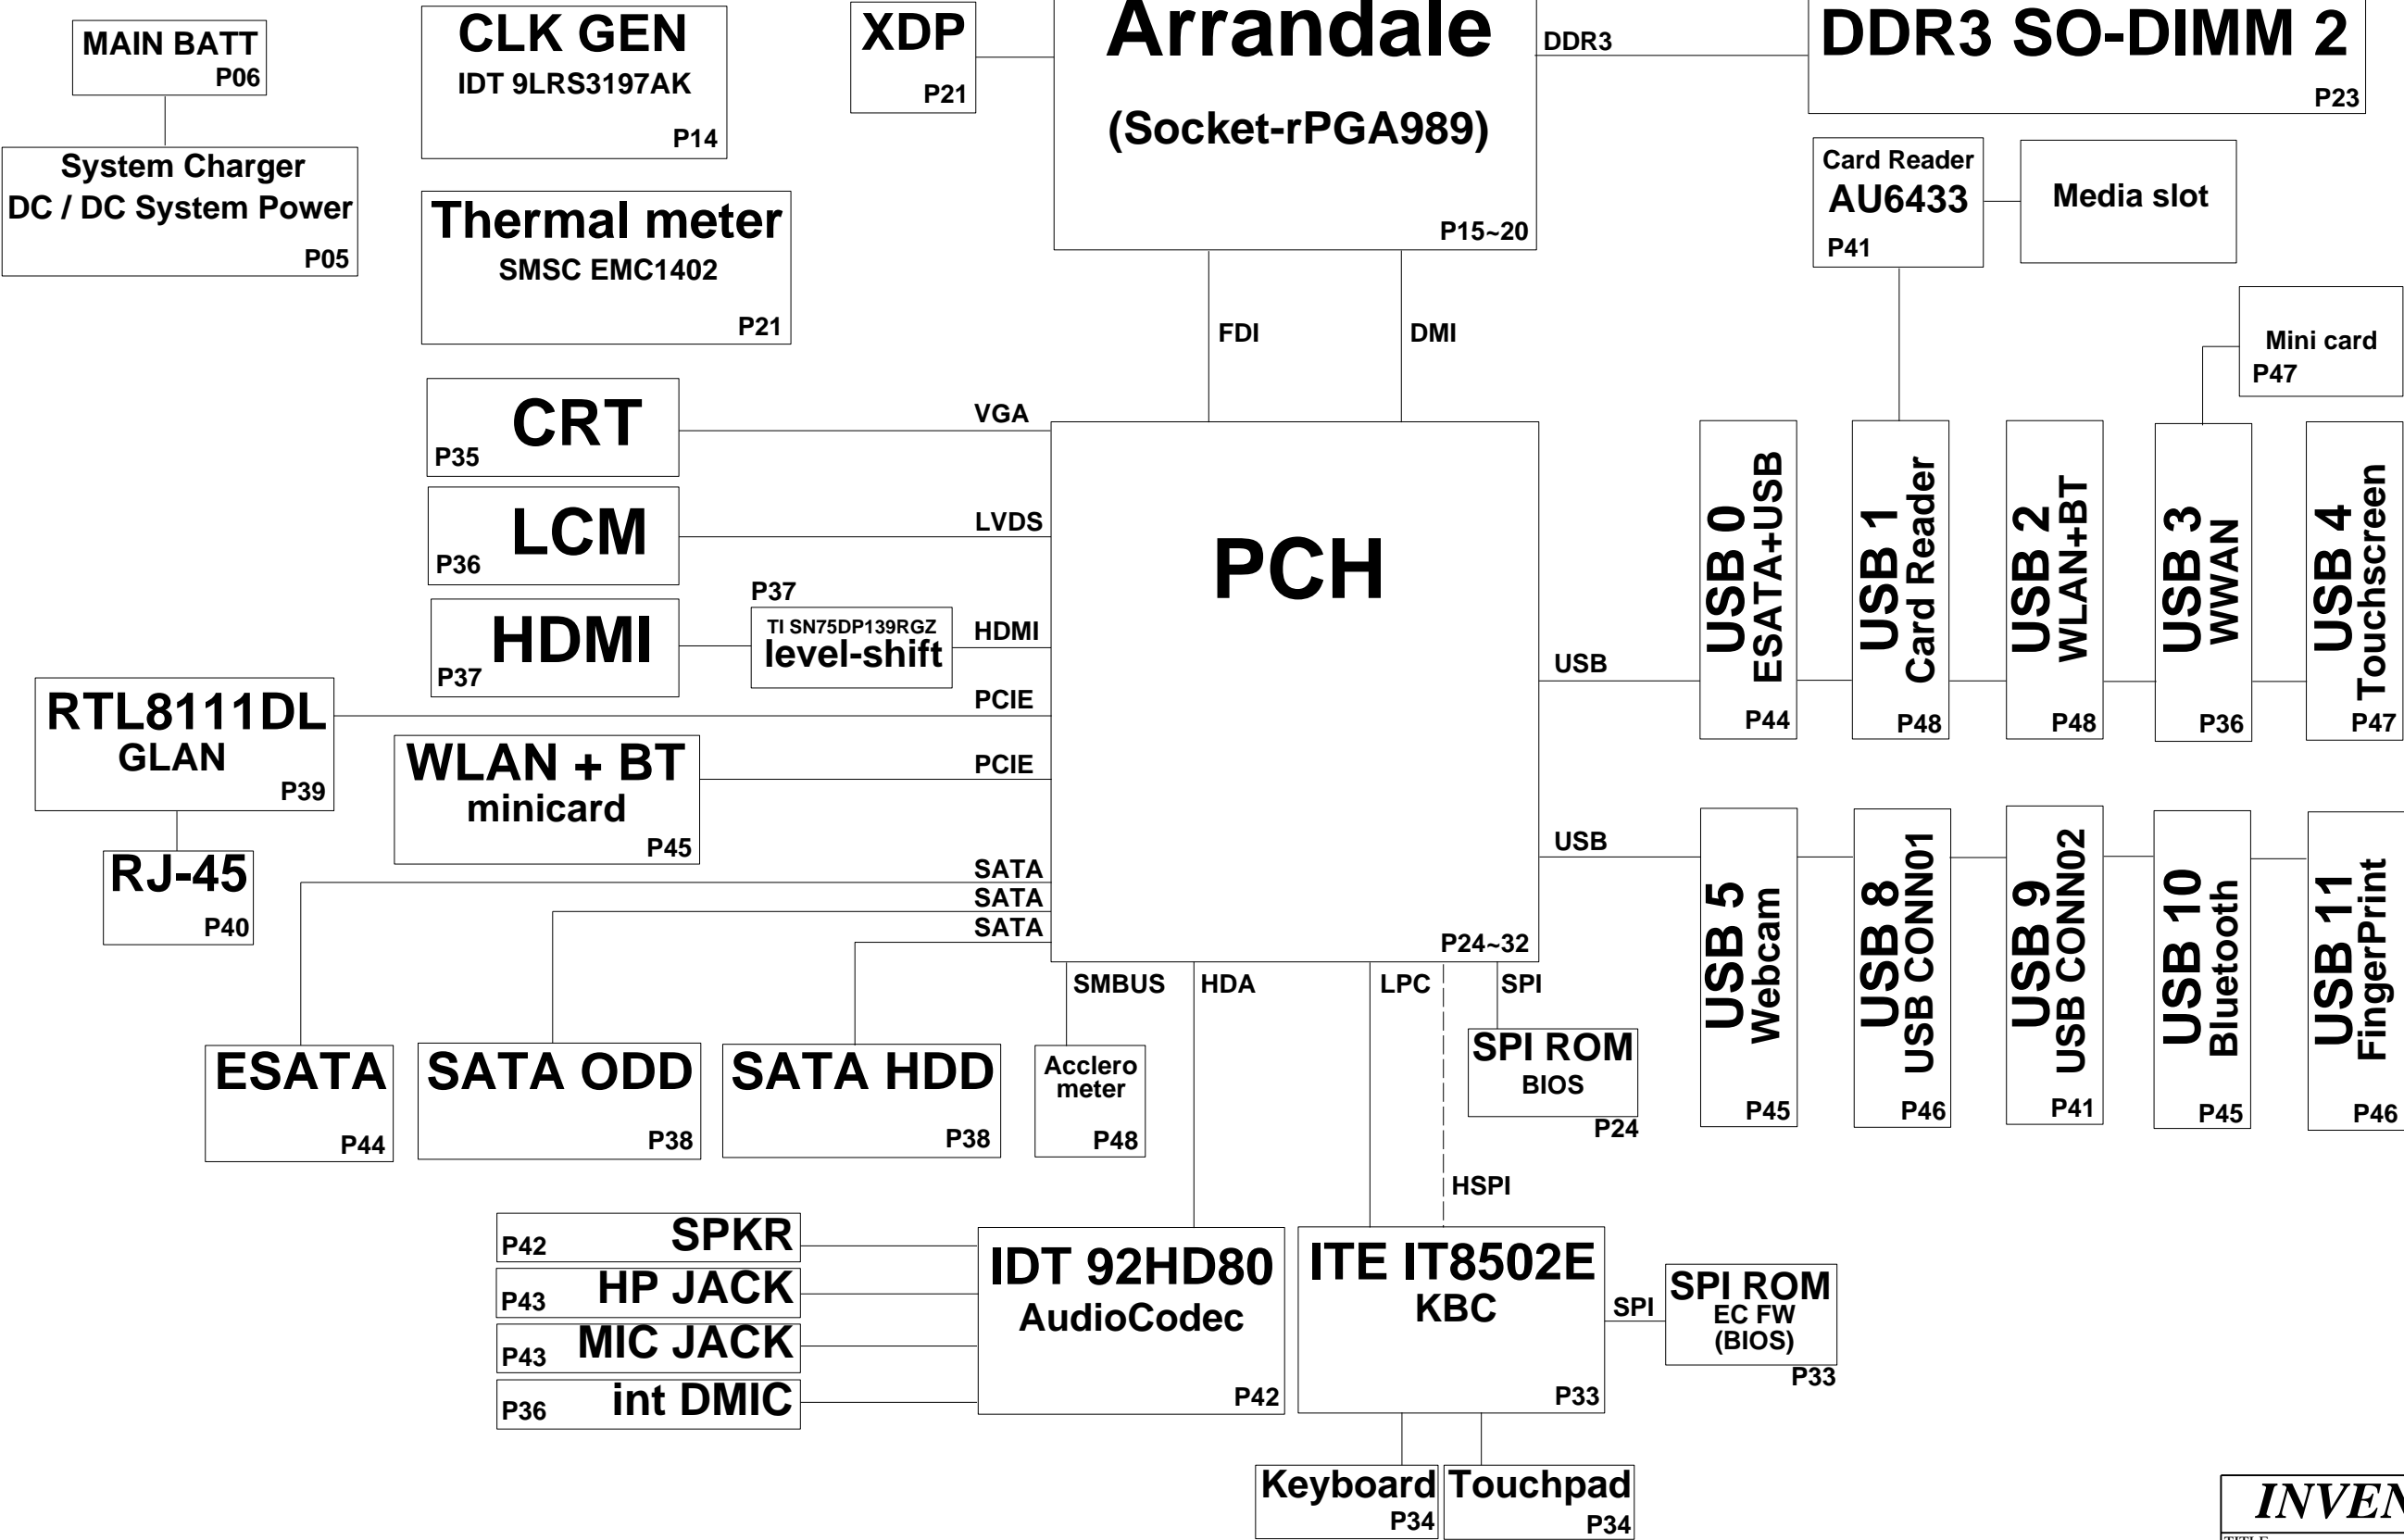 MAIN BATT
P06
System Charger
DC / DC System Power
P05
CLK GEN
IDT 9LRS3197AK
P14
Thermal meter
SMSC EMC1402
P21
XDP
P21
Arrandale
(Socket-rPGA989)
P15~20
DDR3
DDR3 SO-DIMM 2
P23
Card Reader
AU6433
P41
Media slot
Mini card
P47
FDI
DMI
CRT
P35
VGA
LCM
P36
LVDS
HDMI
P37
P37
TI SN75DP139RGZ
level-shift
HDMI
PCH
P24~32
RTL8111DL
GLAN
P39
PCIE
WLAN + BT
minicard
P45
PCIE
RJ-45
P40
SATA
SATA
SATA
USB
USB 0
ESATA+USB
P44
USB 1
Card Reader
P48
USB 2
WLAN+BT
P48
USB 3
WWAN
P36
USB 4
Touchscreen
P47
USB
USB 5
Webcam
P45
USB 8
USB CONN01
P46
USB 9
USB CONN02
P41
USB 10
Bluetooth
P45
USB 11
FingerPrint
P46
SMBUS
HDA
LPC
SPI
ESATA
P44
SATA ODD
P38
SATA HDD
P38
Acclero
meter
P48
SPI ROM
BIOS
P24
HSPI
SPKR
P42
HP JACK
P43
MIC JACK
P43
int DMIC
P36
IDT 92HD80
AudioCodec
P42
ITE IT8502E
KBC
P33
SPI
SPI ROM
EC FW
(BIOS)
P33
Keyboard
P34
Touchpad
P34
INVEN